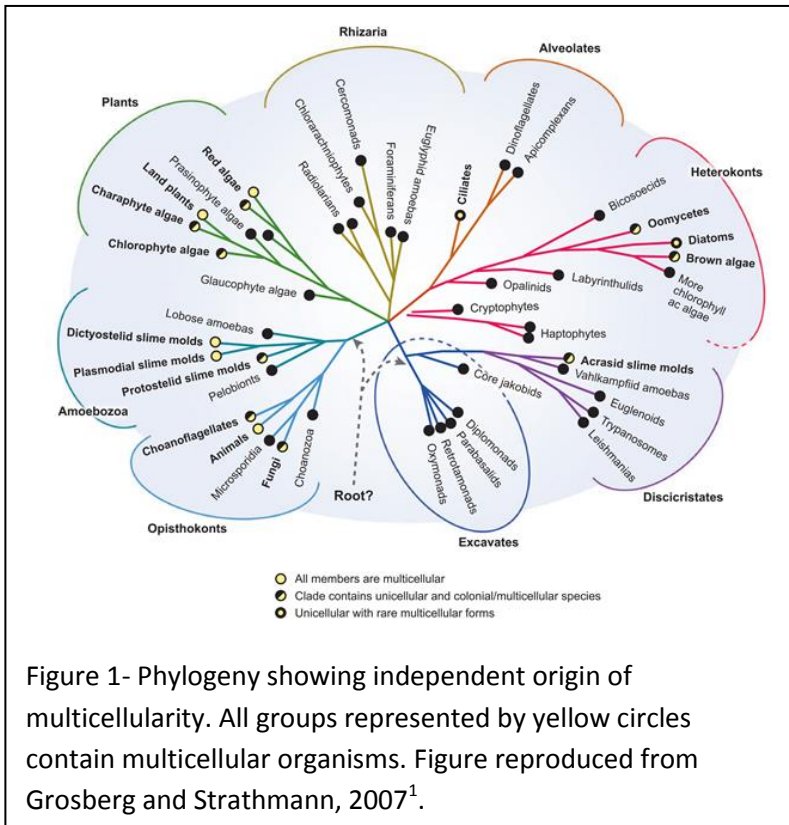 Rhizaria
Alveolates
Plants
Heterokonts
Cercomonads
Chlorarachniophytes
Radiolarians
Foraminiferans
Euglyphid amoebas
Dinoflagellates
Apicomplexans
Ciliates
Red algae
Prasinophyte algae
Land plants
Charaphyte algae
Chlorophyte algae
Glaucophyte algae
Bicosoecids
Oomycetes
Diatoms
Brown algae
More
chlorophyll
ac algae
Labyrinthulids
Opalinids
Cryptophytes
Haptophytes
Lobose amoebas
Dictyostelid slime molds
Plasmodial slime molds
Protostelid slime molds
Pelobionts
Amoebozoa
Acrasid slime molds
Vahlkampfiid amoebas
Euglenoids
Trypanosomes
Leishmanias
Discicristates
Core jakobids
Diplomonads
Parabasalids
Retrotamonads
Oxymonads
Excavates
Choanoflagellates
Animals
Microsporidia
Fungi
Choanozoa
Opisthokonts
Root?
All members are multicellular
Clade contains unicellular and colonial/multicellular species
Unicellular with rare multicellular forms
Figure 1- Phylogeny showing independent origin of
multicellularity. All groups represented by yellow circles
contain multicellular organisms. Figure reproduced from
Grosberg and Strathmann, 2007¹.